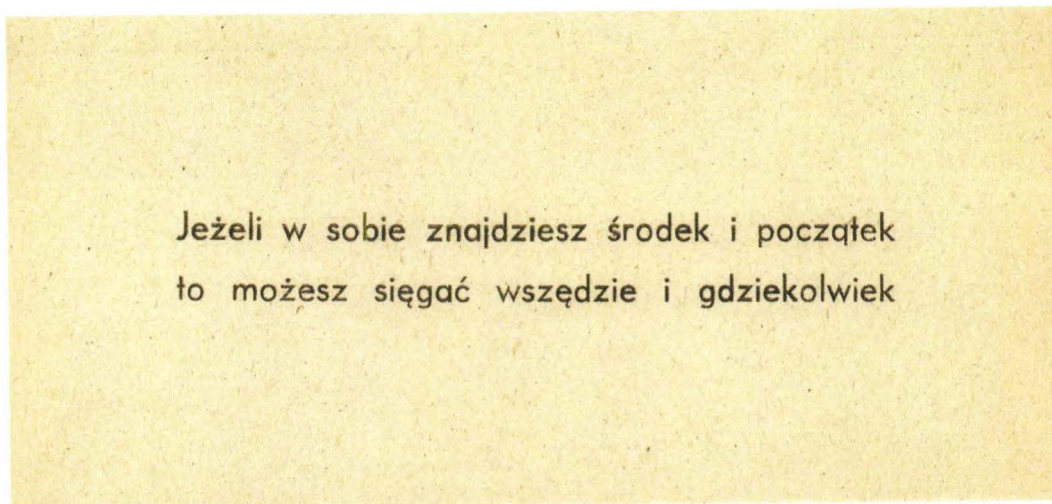 Jeżeli w sobie znajdziesz środek i początek
to możesz sięgać wszędzie i gdziekolwiek